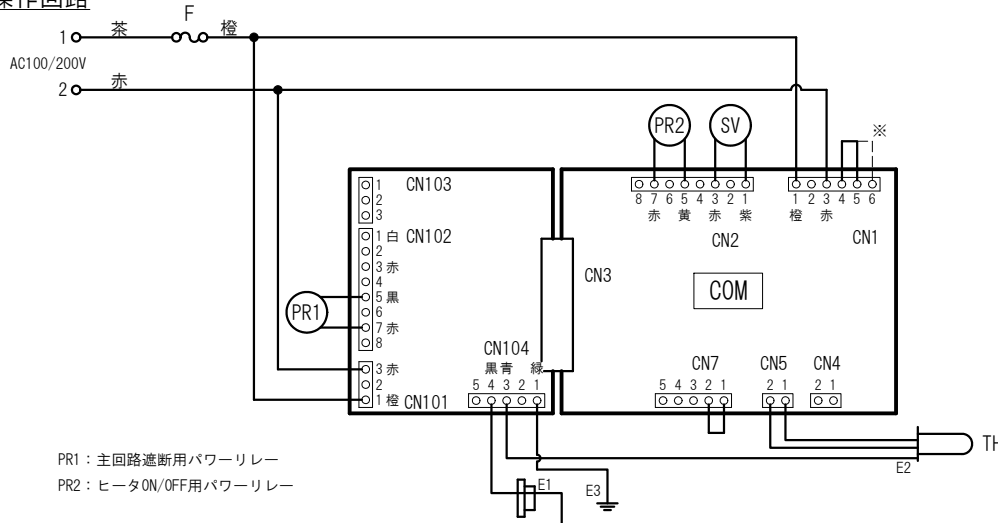 操作回路
F
1 茶 橙
AC100/200V
2 赤
PR2 SV ※
1 CN103
2
3
8 7 6 5 4 3 2 1
赤 黄 赤 紫
CN2
1 2 3 4 5 6
橙 赤
CN1
1 白 CN102
2
3 赤
4
5 黒
6
7 赤
8
PR1
CN3
COM
3 赤
2
1 橙 CN101
CN104
黒 青 緑
5 4 3 2 1
CN7
5 4 3 2 1
CN5
2 1
CN4
2 1
TH
E2
PR1：主回路遮断用パワーリレー
PR2：ヒータON/OFF用パワーリレー
E1
E3